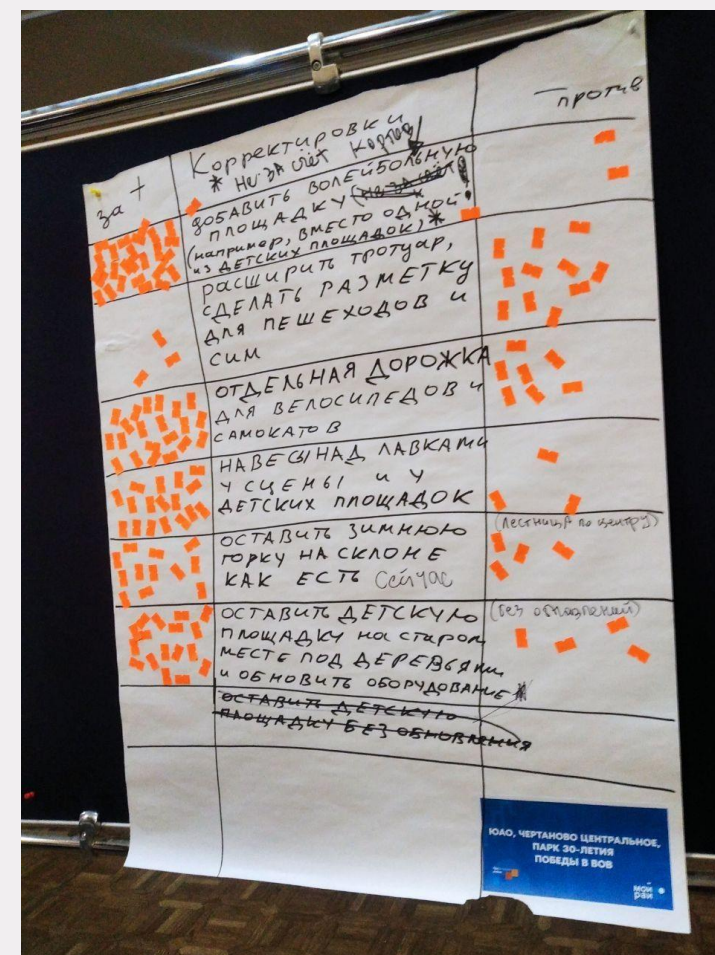 за +
Корректировки
* не за счёт кортов!
против
ДОБАВИТЬ ВОЛЕЙБОЛЬНУЮ
ПЛОЩАДКУ (не за счёт
(например, вместо одной
из детских площадок) *
РАСШИРИТЬ ТРОТУАР,
СДЕЛАТЬ РАЗМЕТКУ
ДЛЯ ПЕШЕХОДОВ И
СИМ
ОТДЕЛЬНАЯ ДОРОЖКА
ДЛЯ ВЕЛОСИПЕДОВ И
САМОКАТОВ
НАВЕСЫ НАД ЛАВКАМИ
У СЦЕНЫ И У
ДЕТСКИХ ПЛОЩАДОК
ОСТАВИТЬ ЗИМНЮЮ
ГОРКУ НА СКЛОНЕ
КАК ЕСТЬ сейчас
(лестница по центру)
ОСТАВИТЬ ДЕТСКУЮ
ПЛОЩАДКУ на старом
МЕСТЕ ПОД ДЕРЕВЬЯМИ
и ОБНОВИТЬ ОБОРУДОВАНИЕ *
(без обновлений)
ОСТАВИТЬ ДЕТСКУЮ
ПЛОЩАДКУ БЕЗ ОБНОВЛЕНИЯ
ЮАО, ЧЕРТАНОВО ЦЕНТРАЛЬНОЕ,
ПАРК 30-ЛЕТИЯ
ПОБЕДЫ В ВОВ
МОЙ
РАЙОН